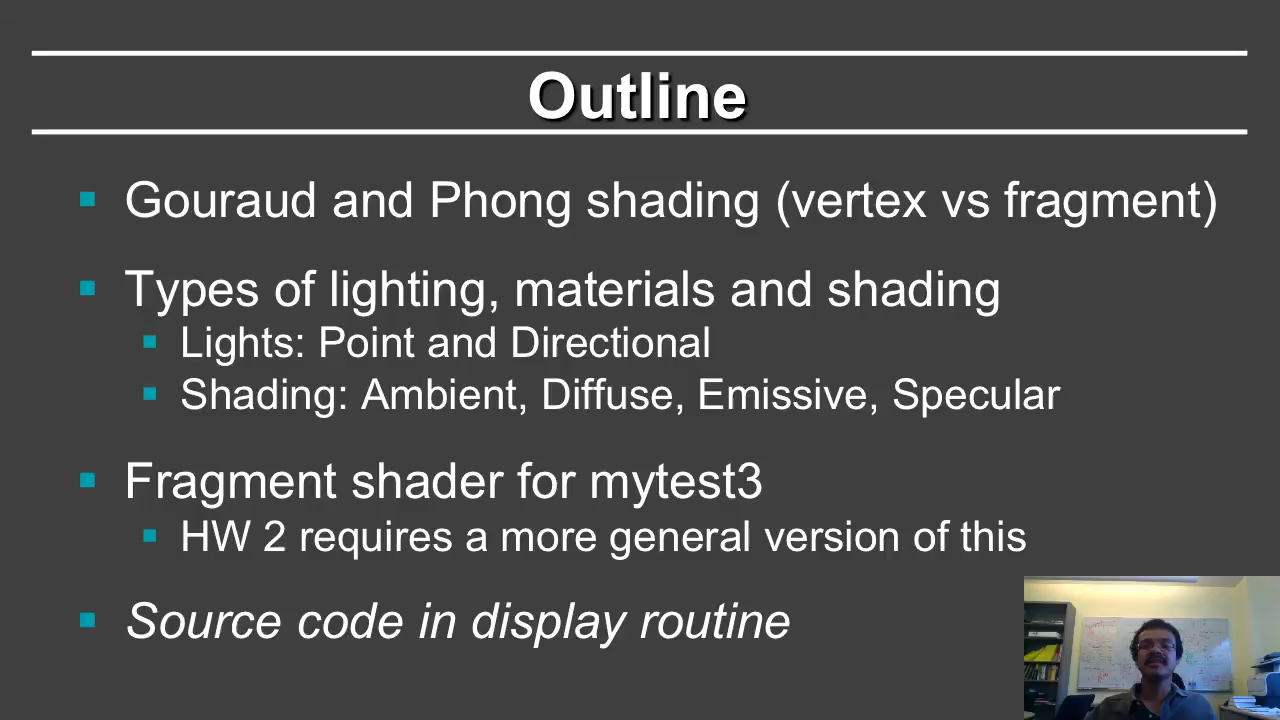 Outline
Gouraud and Phong shading (vertex vs fragment)
Types of lighting, materials and shading
Lights: Point and Directional
Shading: Ambient, Diffuse, Emissive, Specular
Fragment shader for mytest3
HW 2 requires a more general version of this
Source code in display routine